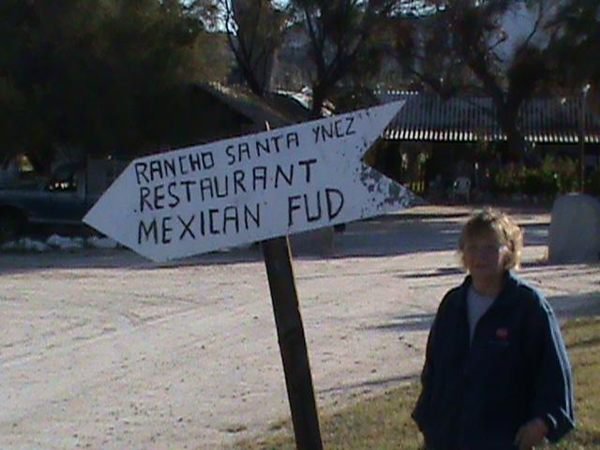 RANCHO SANTA YNEZ
RESTAURANT
MEXICAN FUD